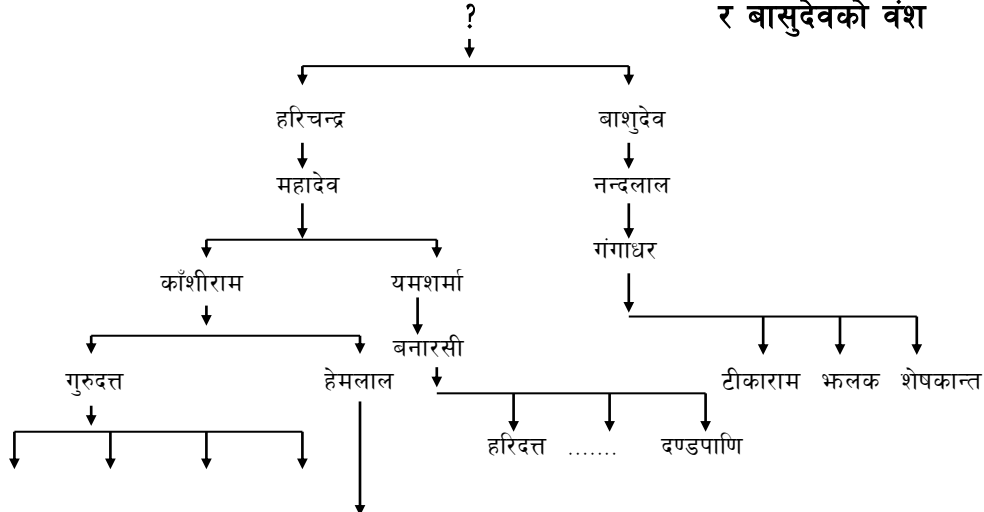 ?
र बासुदेवको वंश
हरिचन्द्र बाशुदेव
महादेव नन्दलाल
गंगाधर
काँशीराम यमशर्मा
बनारसी
गुरुदत्त हेमलाल टीकाराम झलक शेषकान्त
हरिदत्त ....... दण्डपाणि